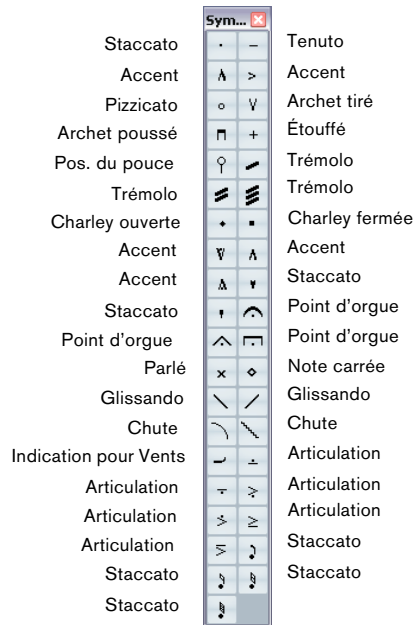 Sym...
Staccato Tenuto
Accent Accent
Pizzicato Archet tiré
Archet poussé Étouffé
Pos. du pouce Trémolo
Trémolo Trémolo
Charley ouverte Charley fermée
Accent Accent
Accent Staccato
Staccato Point d'orgue
Point d'orgue Point d'orgue
Parlé Note carrée
Glissando Glissando
Chute Chute
Indication pour Vents Articulation
Articulation Articulation
Articulation Articulation
Articulation Staccato
Staccato Staccato
Staccato